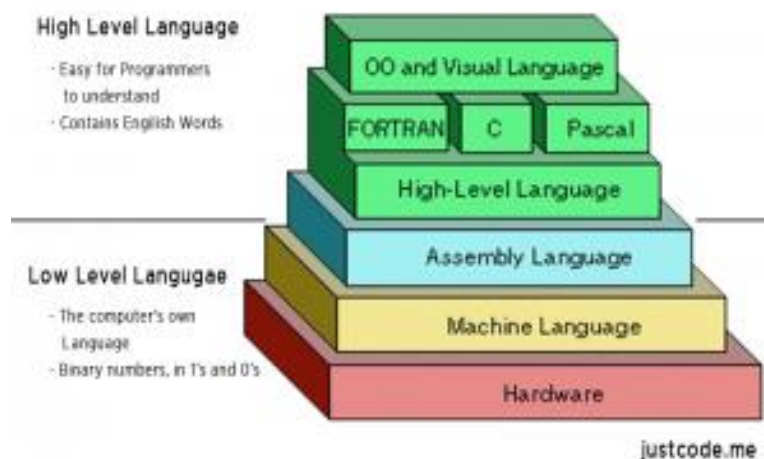 High Level Language
- Easy for Programmers
to understand
- Contains English Words
OO and Visual Language
FORTRAN C Pascal
High-Level Language
Assembly Language
Low Level Langugae
- The computer's own
Language
- Binary numbers, in 1's and 0's
Machine Language
Hardware
justcode.me